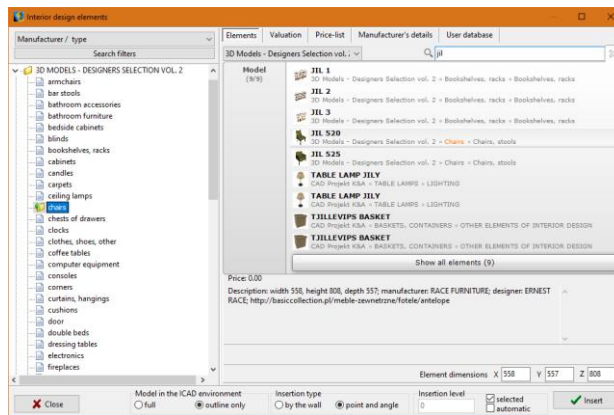 Interior design elements
Manufacturer / type
Search filters
3D MODELS - DESIGNERS SELECTION VOL. 2
armchairs
bar stools
bathroom accessories
bathroom furniture
bedside cabinets
blinds
bookshelves, racks
cabinets
candles
carpets
ceiling lamps
chairs
chests of drawers
clocks
clothes, shoes, other
coffee tables
computer equipment
consoles
corners
curtains, hangings
cushions
door
double beds
dressing tables
electronics
fireplaces
Elements Valuation Price-list Manufacturer's details User database
3D Models - Designers Selection vol. 2
jil
Model
(9/9)
JIL 1
3D Models - Designers Selection vol. 2 » Bookshelves, racks » Bookshelves, racks
JIL 2
3D Models - Designers Selection vol. 2 » Bookshelves, racks » Bookshelves, racks
JIL 3
3D Models - Designers Selection vol. 2 » Bookshelves, racks » Bookshelves, racks
JIL 520
3D Models - Designers Selection vol. 2 » Chairs » Chairs, stools
JIL 525
3D Models - Designers Selection vol. 2 » Chairs » Chairs, stools
TABLE LAMP JILY
CAD Projekt K&A » TABLE LAMPS » LIGHTING
TABLE LAMP JILY
CAD Projekt K&A » TABLE LAMPS » LIGHTING
TJILLEVIPS BASKET
CAD Projekt K&A » BASKETS, CONTAINERS » OTHER ELEMENTS OF INTERIOR DESIGN
TJILLEVIPS BASKET
CAD Projekt K&A » BASKETS, CONTAINERS » OTHER ELEMENTS OF INTERIOR DESIGN
Show all elements (9)
Price: 0.00
Description: width 558, height 808, depth 557; manufacturer: RACE FURNITURE; designer: ERNEST
RACE; http://basiccollection.pl/meble-zewnetrzne/fotele/antelope
Element dimensions X 558 Y 557 Z 808
Close
Model in the ICAD environment
full outline only
Insertion type
by the wall point and angle
Insertion level
0
selected
automatic
Insert